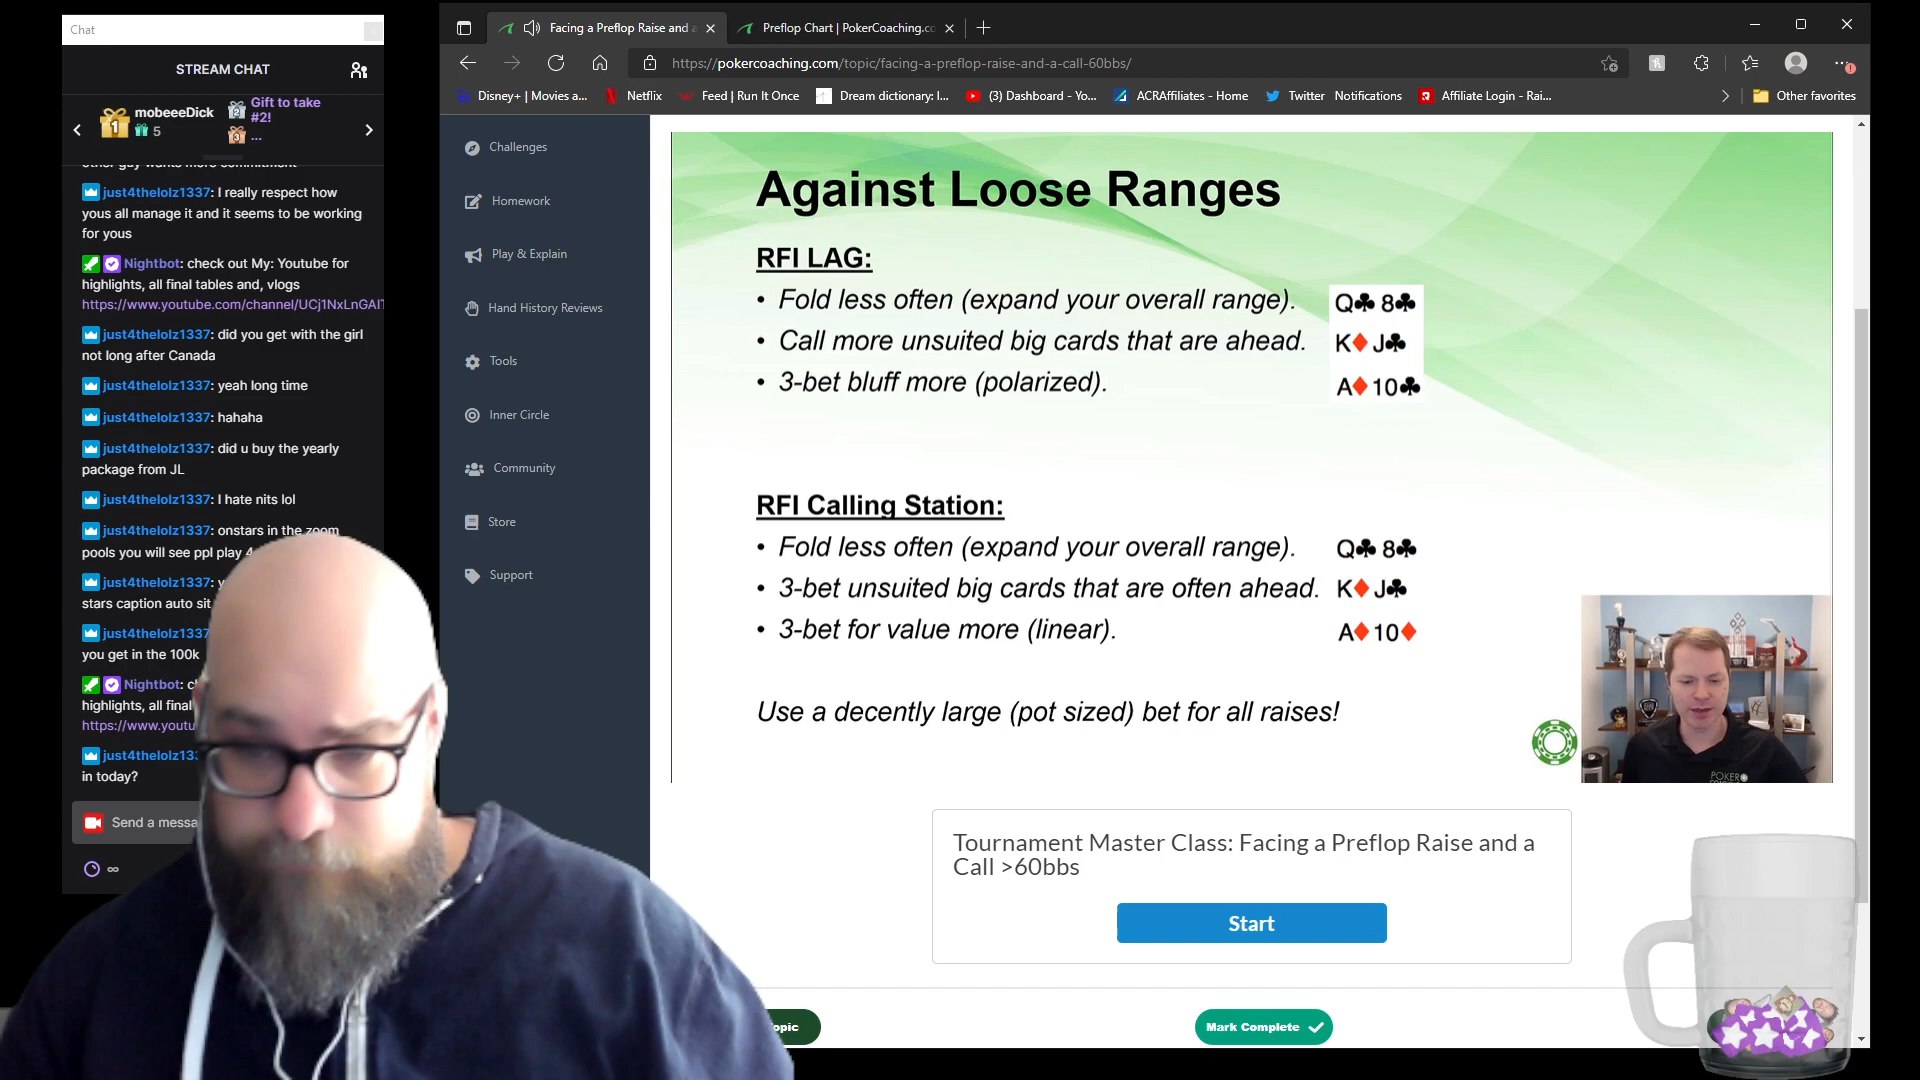 Chat
STREAM CHAT
mobeeeDick
5
Gift to take
#2!
...
just4thelolz1337: I really respect how
yous all manage it and it seems to be working
for yous
Nightbot: check out My: Youtube for
highlights, all final tables and, vlogs
https://www.youtube.com/channel/UCj1NxLnGAI
just4thelolz1337: did you get with the girl
not long after Canada
just4thelolz1337: yeah long time
just4thelolz1337: hahaha
just4thelolz1337: did u buy the yearly
package from JL
just4thelolz1337: I hate nits lol
just4thelolz1337: onstars in the zoom
pools you will see ppl play
just4thelolz1337:
stars caption auto sit
just4thelolz1337
you get in the 100k
Nightbot:
highlights, all final
https://www.youtu
just4thelolz133
in today?
Send a messa
∞
Facing a Preflop Raise and a
Preflop Chart | PokerCoaching.co
https://pokercoaching.com/topic/facing-a-preflop-raise-and-a-call-60bbs/
Disney+ | Movies a...
Netflix
Feed | Run It Once
Dream dictionary: I...
(3) Dashboard - Yo...
ACRAffiliates - Home
Twitter
Notifications
Affiliate Login - Rai...
Other favorites
Challenges
Homework
Play & Explain
Hand History Reviews
Tools
Inner Circle
Community
Store
Support
Against Loose Ranges
RFI LAG:
• Fold less often (expand your overall range). Q♣ 8♣
• Call more unsuited big cards that are ahead. K♦ J♣
• 3-bet bluff more (polarized). A♦ 10♣
RFI Calling Station:
• Fold less often (expand your overall range). Q♣ 8♣
• 3-bet unsuited big cards that are often ahead. K♦ J♣
• 3-bet for value more (linear). A♦ 10♦
Use a decently large (pot sized) bet for all raises!
POKER
Tournament Master Class: Facing a Preflop Raise and a
Call >60bbs
Start
opic
Mark Complete